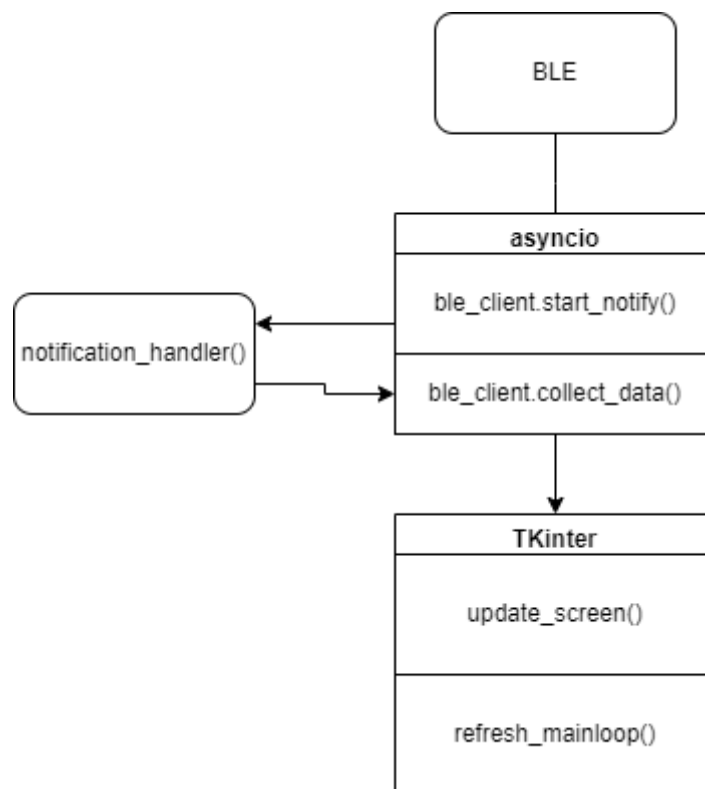 BLE
asyncio
ble_client.start_notify()
notification_handler()
ble_client.collect_data()
TKinter
update_screen()
refresh_mainloop()